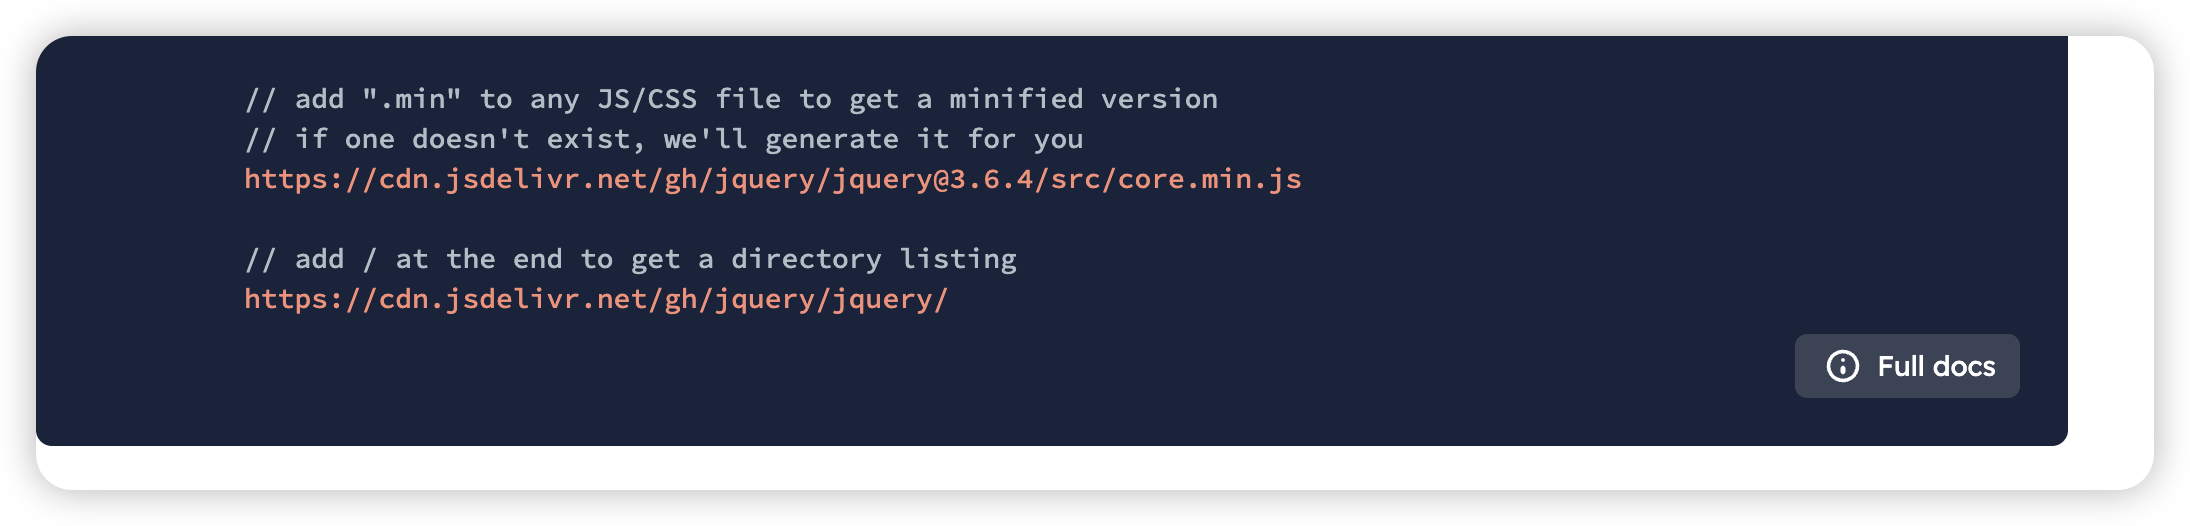 // add ".min" to any JS/CSS file to get a minified version
// if one doesn't exist, we'll generate it for you
https://cdn.jsdelivr.net/gh/jquery/jquery@3.6.4/src/core.min.js
// add / at the end to get a directory listing
https://cdn.jsdelivr.net/gh/jquery/jquery/
Full docs